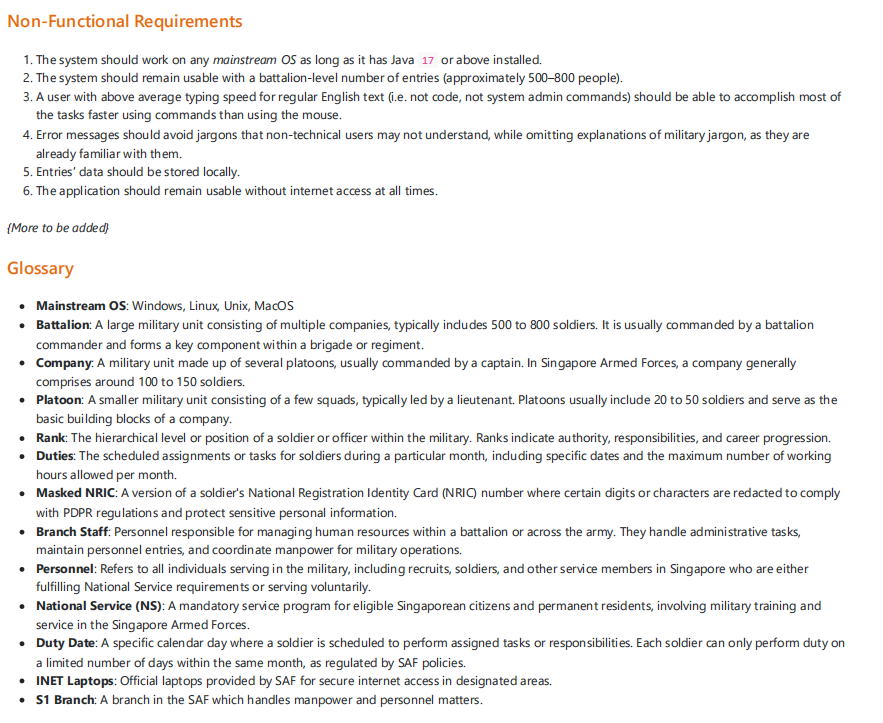 Non-Functional Requirements
1. The system should work on any mainstream OS as long as it has Java 17 or above installed.
2. The system should remain usable with a battalion-level number of entries (approximately 500–800 people).
3. A user with above average typing speed for regular English text (i.e. not code, not system admin commands) should be able to accomplish most of
the tasks faster using commands than using the mouse.
4. Error messages should avoid jargons that non-technical users may not understand, while omitting explanations of military jargon, as they are
already familiar with them.
5. Entries’ data should be stored locally.
6. The application should remain usable without internet access at all times.
{More to be added}
Glossary
• Mainstream OS: Windows, Linux, Unix, MacOS
• Battalion: A large military unit consisting of multiple companies, typically includes 500 to 800 soldiers. It is usually commanded by a battalion
commander and forms a key component within a brigade or regiment.
• Company: A military unit made up of several platoons, usually commanded by a captain. In Singapore Armed Forces, a company generally
comprises around 100 to 150 soldiers.
• Platoon: A smaller military unit consisting of a few squads, typically led by a lieutenant. Platoons usually include 20 to 50 soldiers and serve as the
basic building blocks of a company.
• Rank: The hierarchical level or position of a soldier or officer within the military. Ranks indicate authority, responsibilities, and career progression.
• Duties: The scheduled assignments or tasks for soldiers during a particular month, including specific dates and the maximum number of working
hours allowed per month.
• Masked NRIC: A version of a soldier's National Registration Identity Card (NRIC) number where certain digits or characters are redacted to comply
with PDPR regulations and protect sensitive personal information.
• Branch Staff: Personnel responsible for managing human resources within a battalion or across the army. They handle administrative tasks,
maintain personnel entries, and coordinate manpower for military operations.
• Personnel: Refers to all individuals serving in the military, including recruits, soldiers, and other service members in Singapore who are either
fulfilling National Service requirements or serving voluntarily.
• National Service (NS): A mandatory service program for eligible Singaporean citizens and permanent residents, involving military training and
service in the Singapore Armed Forces.
• Duty Date: A specific calendar day where a soldier is scheduled to perform assigned tasks or responsibilities. Each soldier can only perform duty on
a limited number of days within the same month, as regulated by SAF policies.
• INET Laptops: Official laptops provided by SAF for secure internet access in designated areas.
• S1 Branch: A branch in the SAF which handles manpower and personnel matters.